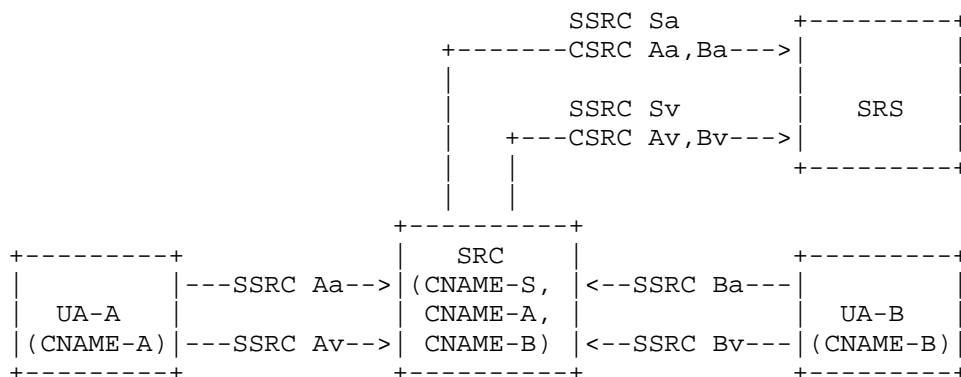 SSRC Sa
CSRC Aa,Ba
SSRC Sv
SRS
CSRC Av,Bv
SRC
SSRC Aa
(CNAME-S,
SSRC Ba
UA-A
CNAME-A,
UA-B
(CNAME-A)
SSRC Av
CNAME-B)
SSRC Bv
(CNAME-B)